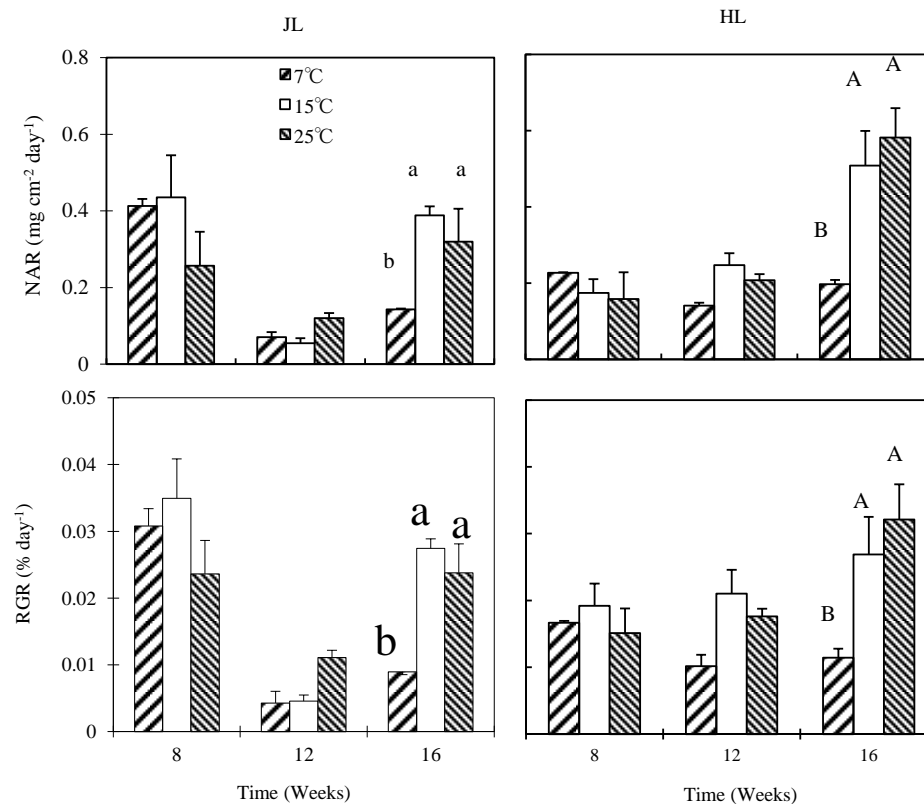 JL
HL
7℃
15℃
25℃
NAR (mg cm-2 day-1)
0.8
0.6
0.4
0.2
0
b
a
a
B
A
A
RGR (% day-1)
0.05
0.04
0.03
0.02
0.01
0
b
a
a
B
A
A
8
12
16
8
12
16
Time (Weeks)
Time (Weeks)